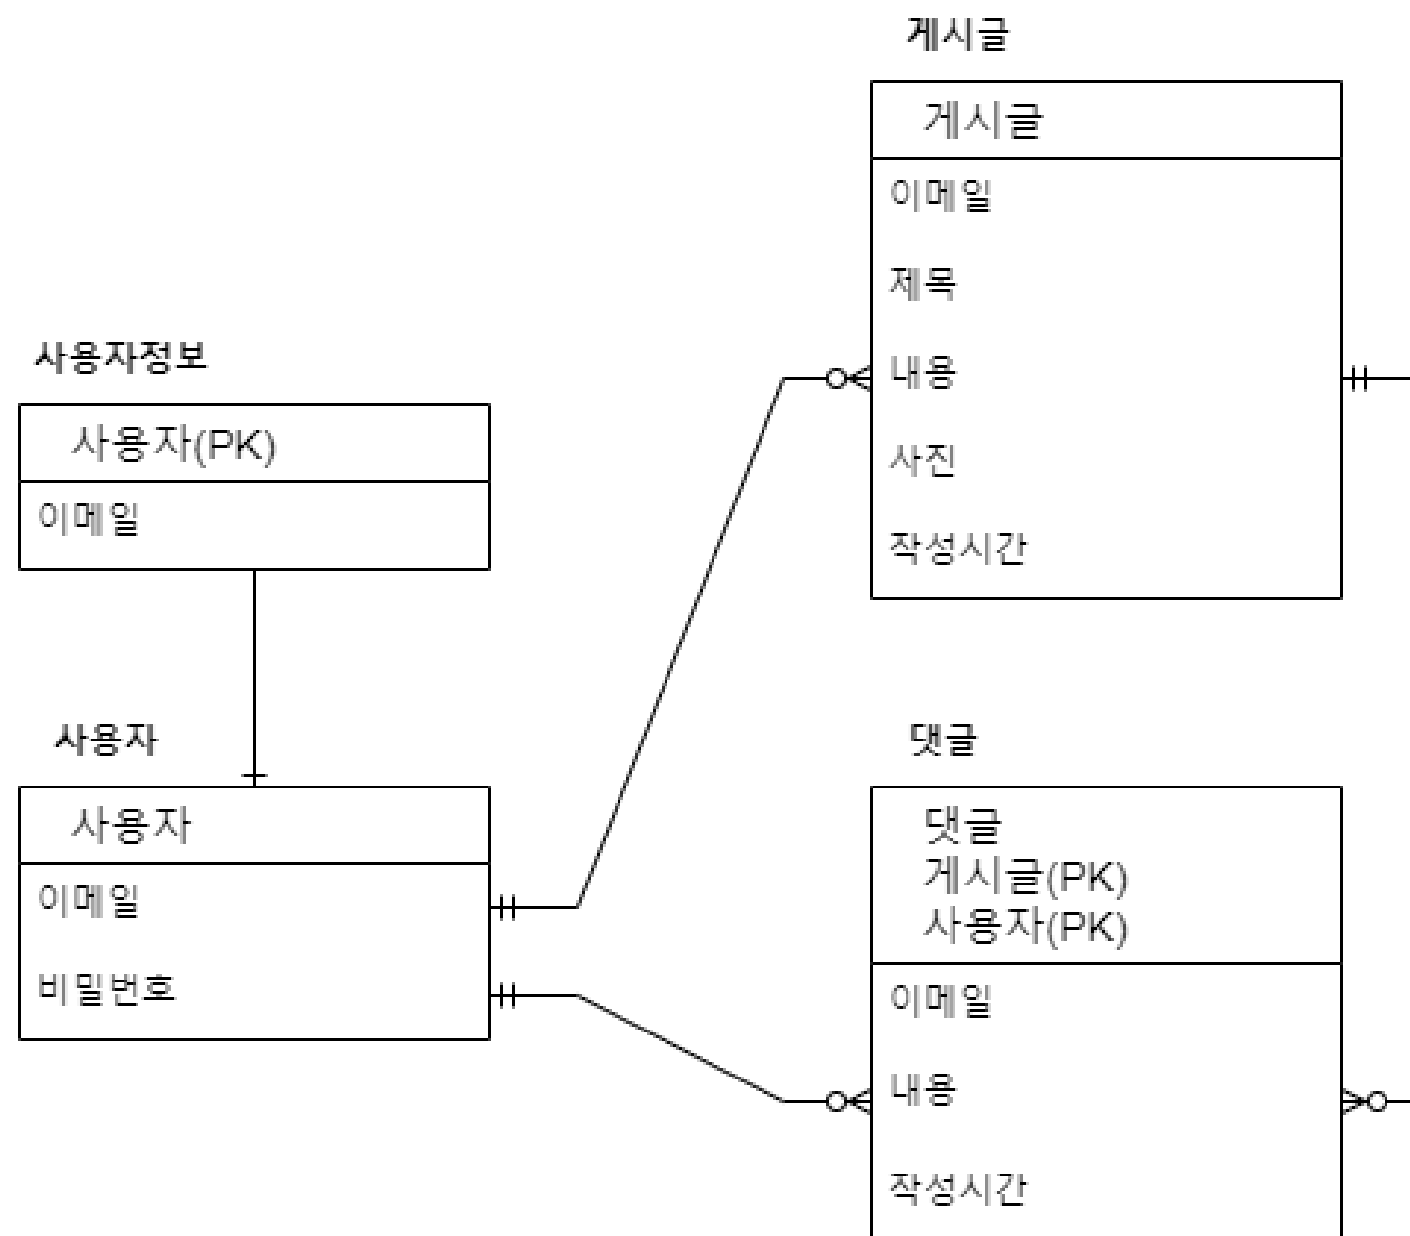 게시글
게시글
이메일
제목
내용
사진
작성시간
사용자정보
사용자(PK)
이메일
사용자
사용자
이메일
비밀번호
댓글
댓글
게시글(PK)
사용자(PK)
이메일
내용
작성시간